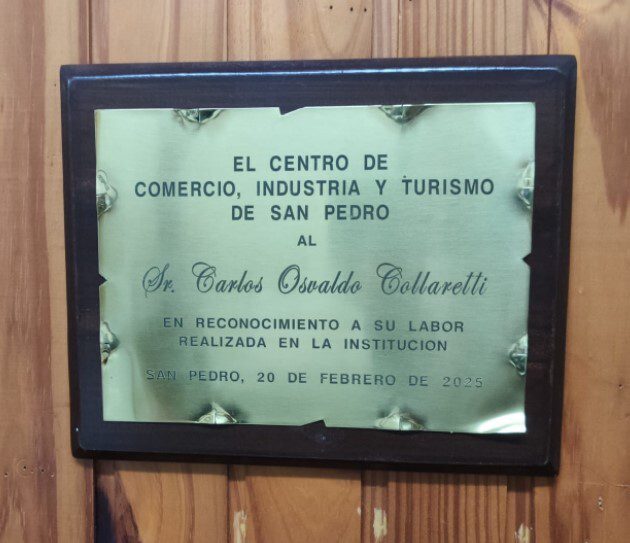 EL CENTRO DE
COMERCIO, INDUSTRIA Y TURISMO
DE SAN PEDRO
AL
Sr. Carlos Osvaldo Collaretti
EN RECONOCIMIENTO A SU LABOR
REALIZADA EN LA INSTITUCION
SAN PEDRO, 20 DE FEBRERO DE 2025